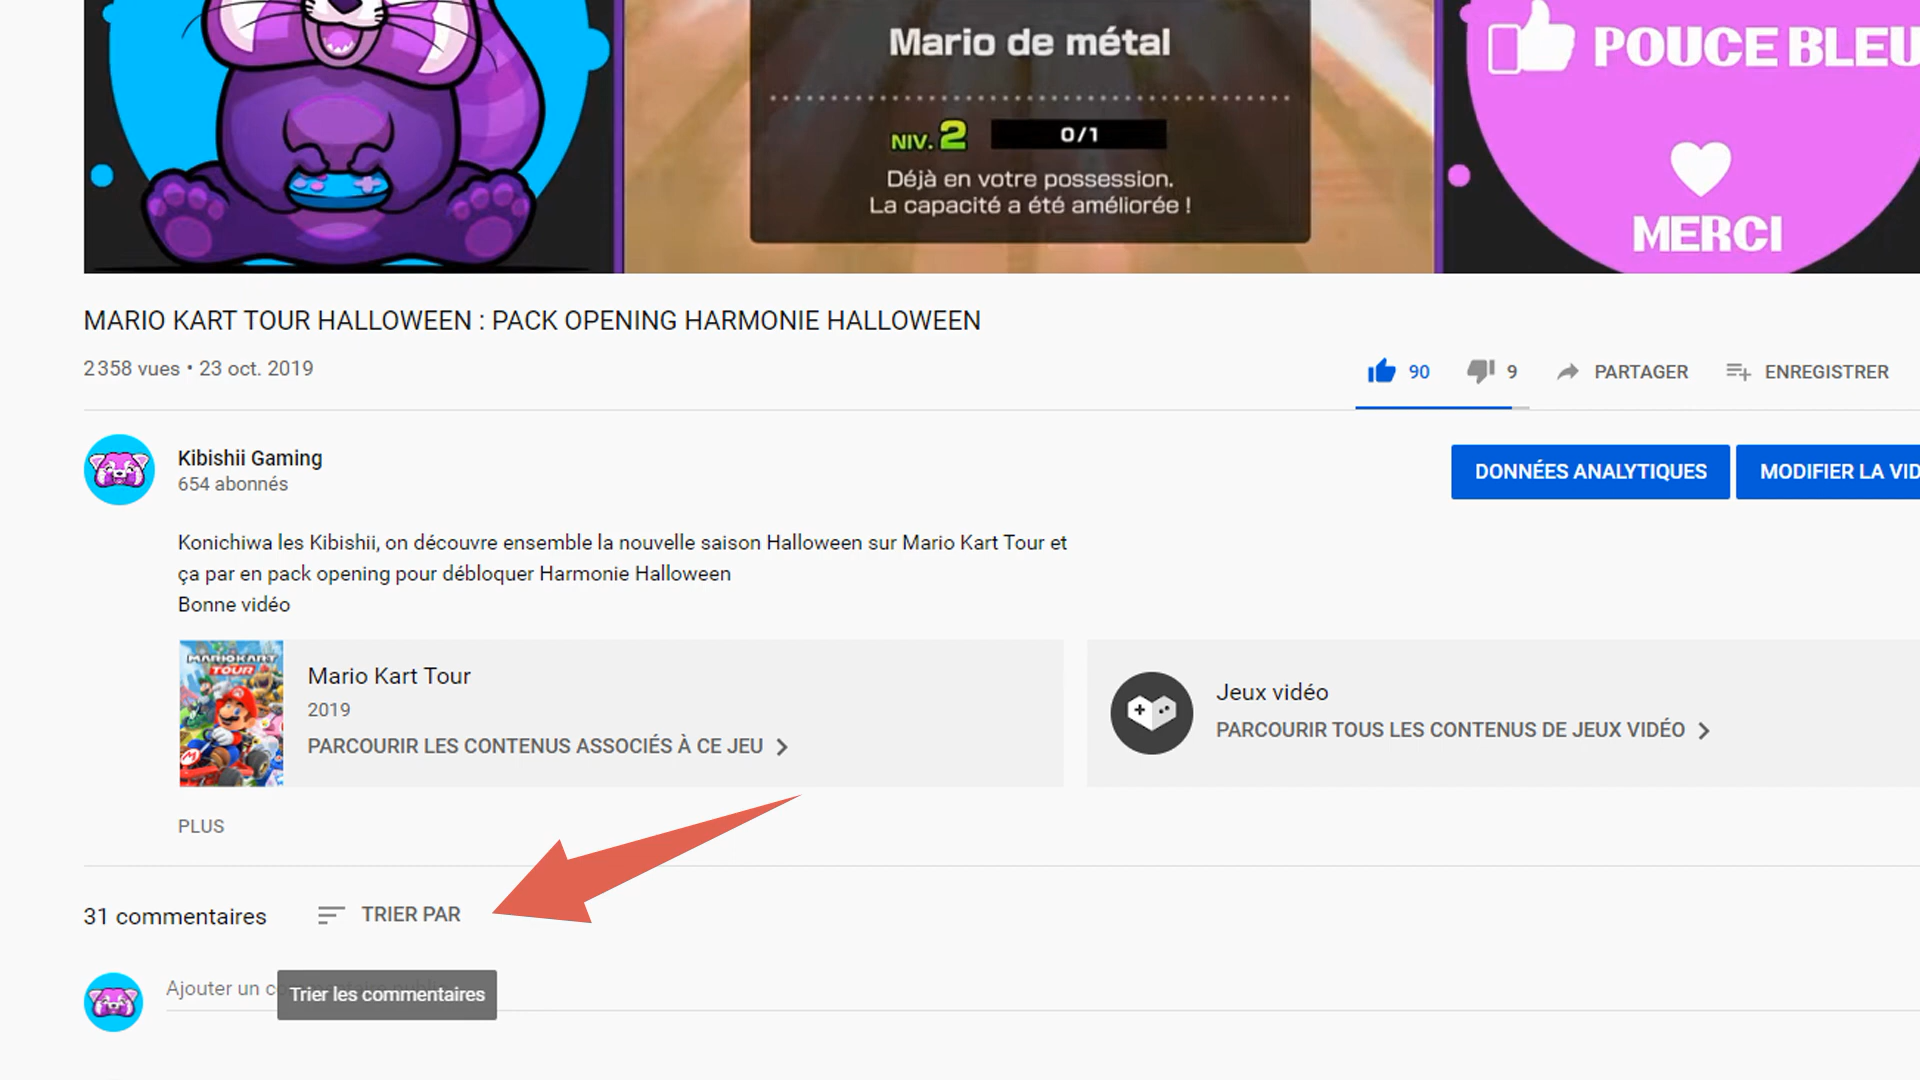 Mario de métal
NIV. 2
0/1
Déjà en votre possession.
La capacité a été améliorée !
POUCE BLEU
MERCI
MARIO KART TOUR HALLOWEEN : PACK OPENING HARMONIE HALLOWEEN
2 358 vues • 23 oct. 2019
90
9
PARTAGER
ENREGISTRER
Kibishii Gaming
654 abonnés
DONNÉES ANALYTIQUES
MODIFIER LA VID
Konichiwa les Kibishii, on découvre ensemble la nouvelle saison Halloween sur Mario Kart Tour et
ça par en pack opening pour débloquer Harmonie Halloween
Bonne vidéo
MARIOKART
TOUR
Mario Kart Tour
2019
PARCOURIR LES CONTENUS ASSOCIÉS À CE JEU
Jeux vidéo
PARCOURIR TOUS LES CONTENUS DE JEUX VIDÉO
PLUS
31 commentaires
TRIER PAR
Ajouter un
Trier les commentaires